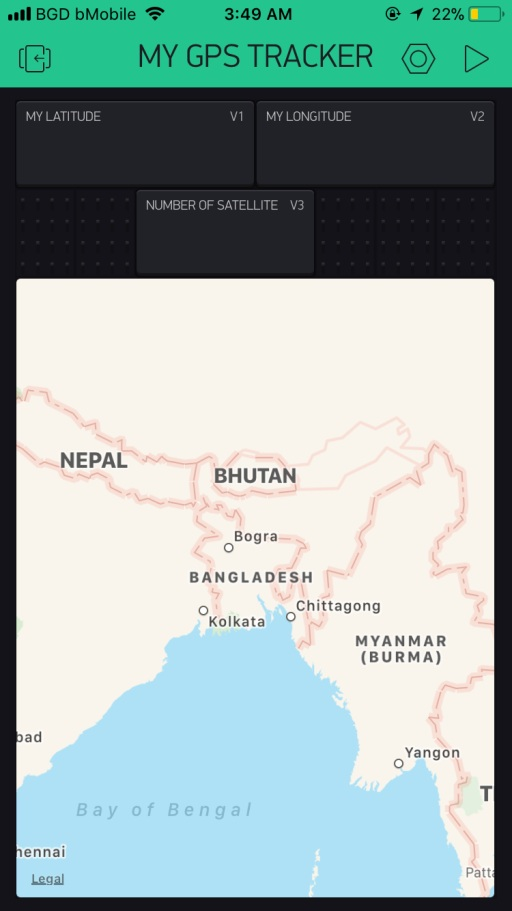 BGD bMobile 3:49 AM 22%
MY GPS TRACKER
MY LATITUDE V1 MY LONGITUDE V2
NUMBER OF SATELLITE V3
NEPAL
BHUTAN
Bogra
BANGLADESH
Chittagong
Kolkata
MYANMAR
(BURMA)
bad
Yangon
T
Bay of Bengal
hennai
Patta
Legal